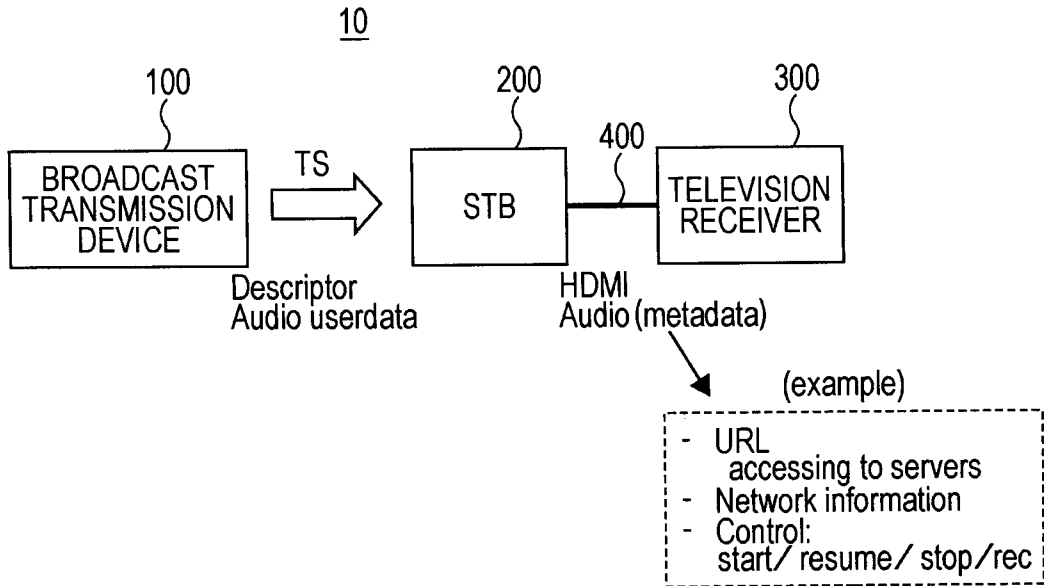 10
100
200
300
400
BROADCAST
TRANSMISSION
DEVICE
TS
STB
TELEVISION
RECEIVER
Descriptor
Audio userdata
HDMI
Audio (metadata)
(example)
- URL
accessing to servers
- Network information
- Control:
start/ resume/ stop/rec